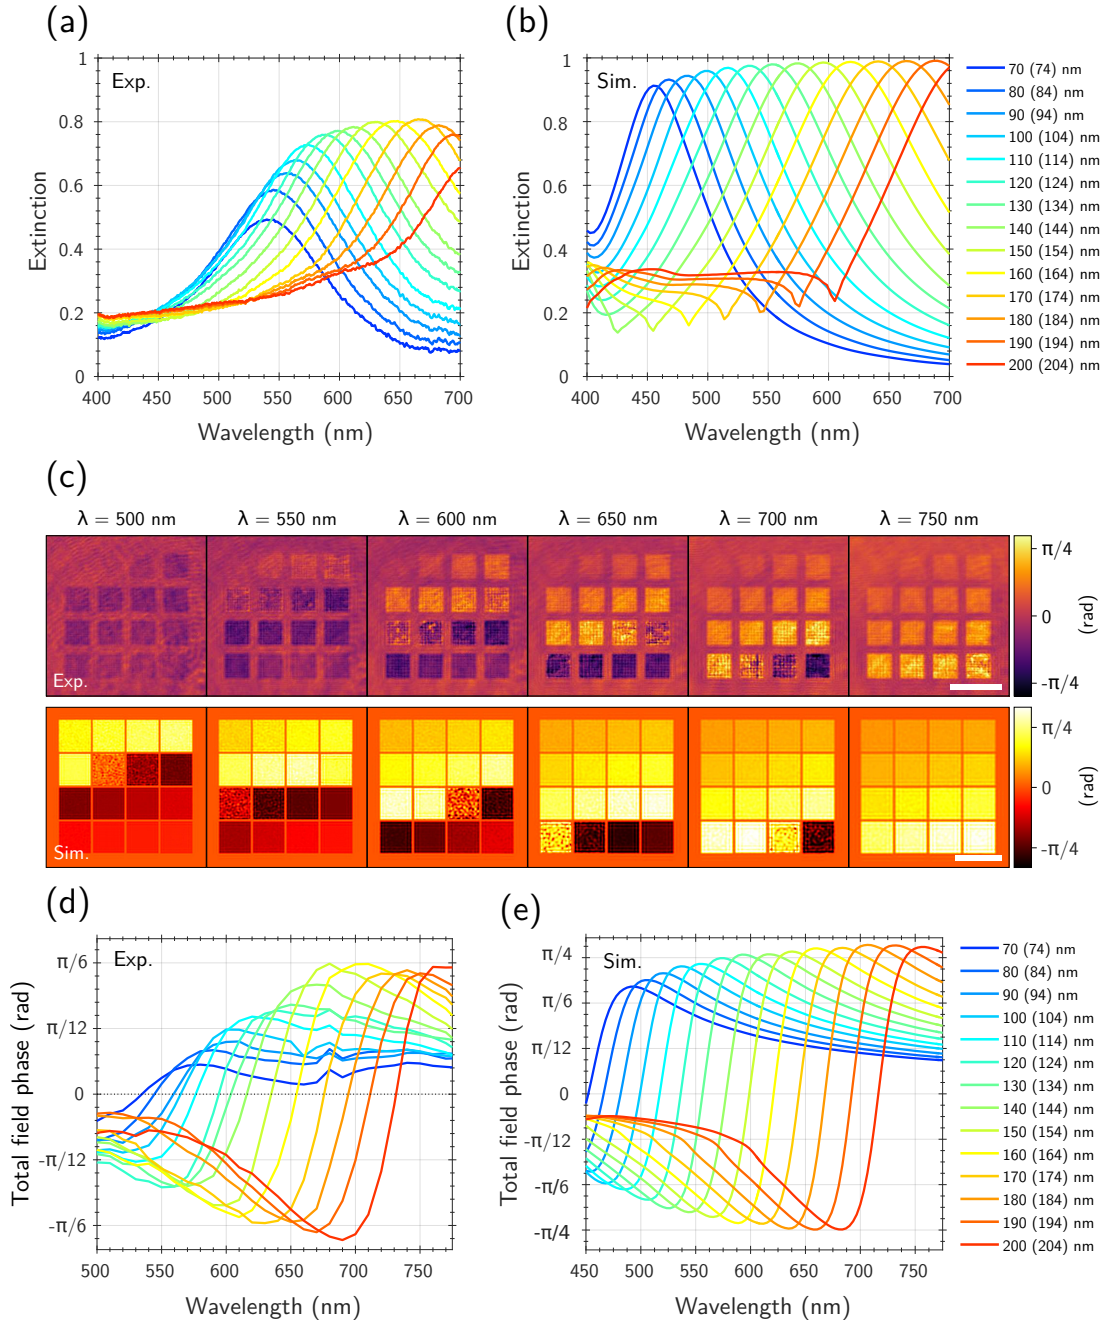 (a)
(b)
Exp.
Sim.
Extinction
1
0.8
0.6
0.4
0.2
0
400 450 500 550 600 650 700
Wavelength (nm)
Extinction
1
0.8
0.6
0.4
0.2
0
400 450 500 550 600 650 700
Wavelength (nm)
70 (74) nm
80 (84) nm
90 (94) nm
100 (104) nm
110 (114) nm
120 (124) nm
130 (134) nm
140 (144) nm
150 (154) nm
160 (164) nm
170 (174) nm
180 (184) nm
190 (194) nm
200 (204) nm
(c)
λ = 500 nm λ = 550 nm λ = 600 nm λ = 650 nm λ = 700 nm λ = 750 nm
Exp.
π/4
0
-π/4
(rad)
Sim.
π/4
0
-π/4
(rad)
(d)
(e)
Exp.
Sim.
Total field phase (rad)
π/6
π/12
0
-π/12
-π/6
500 550 600 650 700 750
Wavelength (nm)
Total field phase (rad)
π/4
π/6
π/12
0
-π/12
-π/6
-π/4
450 500 550 600 650 700 750
Wavelength (nm)
70 (74) nm
80 (84) nm
90 (94) nm
100 (104) nm
110 (114) nm
120 (124) nm
130 (134) nm
140 (144) nm
150 (154) nm
160 (164) nm
170 (174) nm
180 (184) nm
190 (194) nm
200 (204) nm